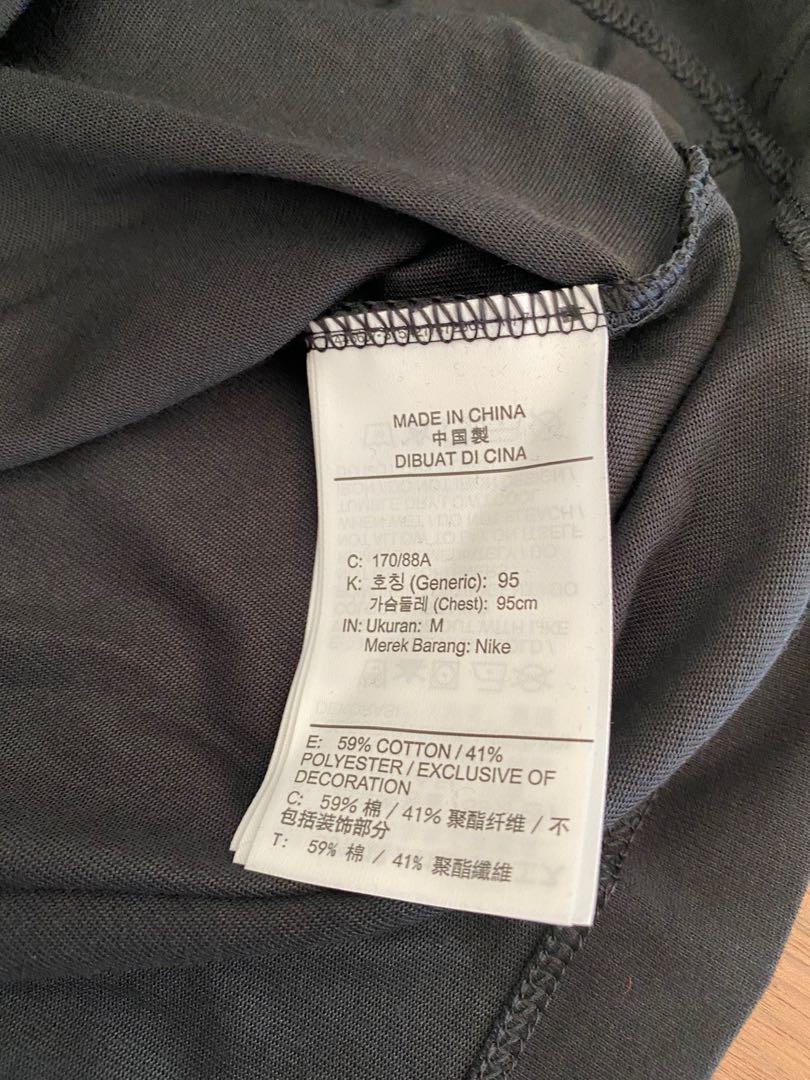 MADE IN CHINA
中国製
DIBUAT DI CINA
C: 170/88A
K: 호칭 (Generic): 95
가슴둘레 (Chest): 95cm
IN: Ukuran: M
Merek Barang: Nike
E: 59% COTTON / 41%
POLYESTER / EXCLUSIVE OF
DECORATION
C: 59% 棉 / 41% 聚酯纤维 / 不
包括装饰部分
T: 59% 棉 / 41% 聚酯纖維